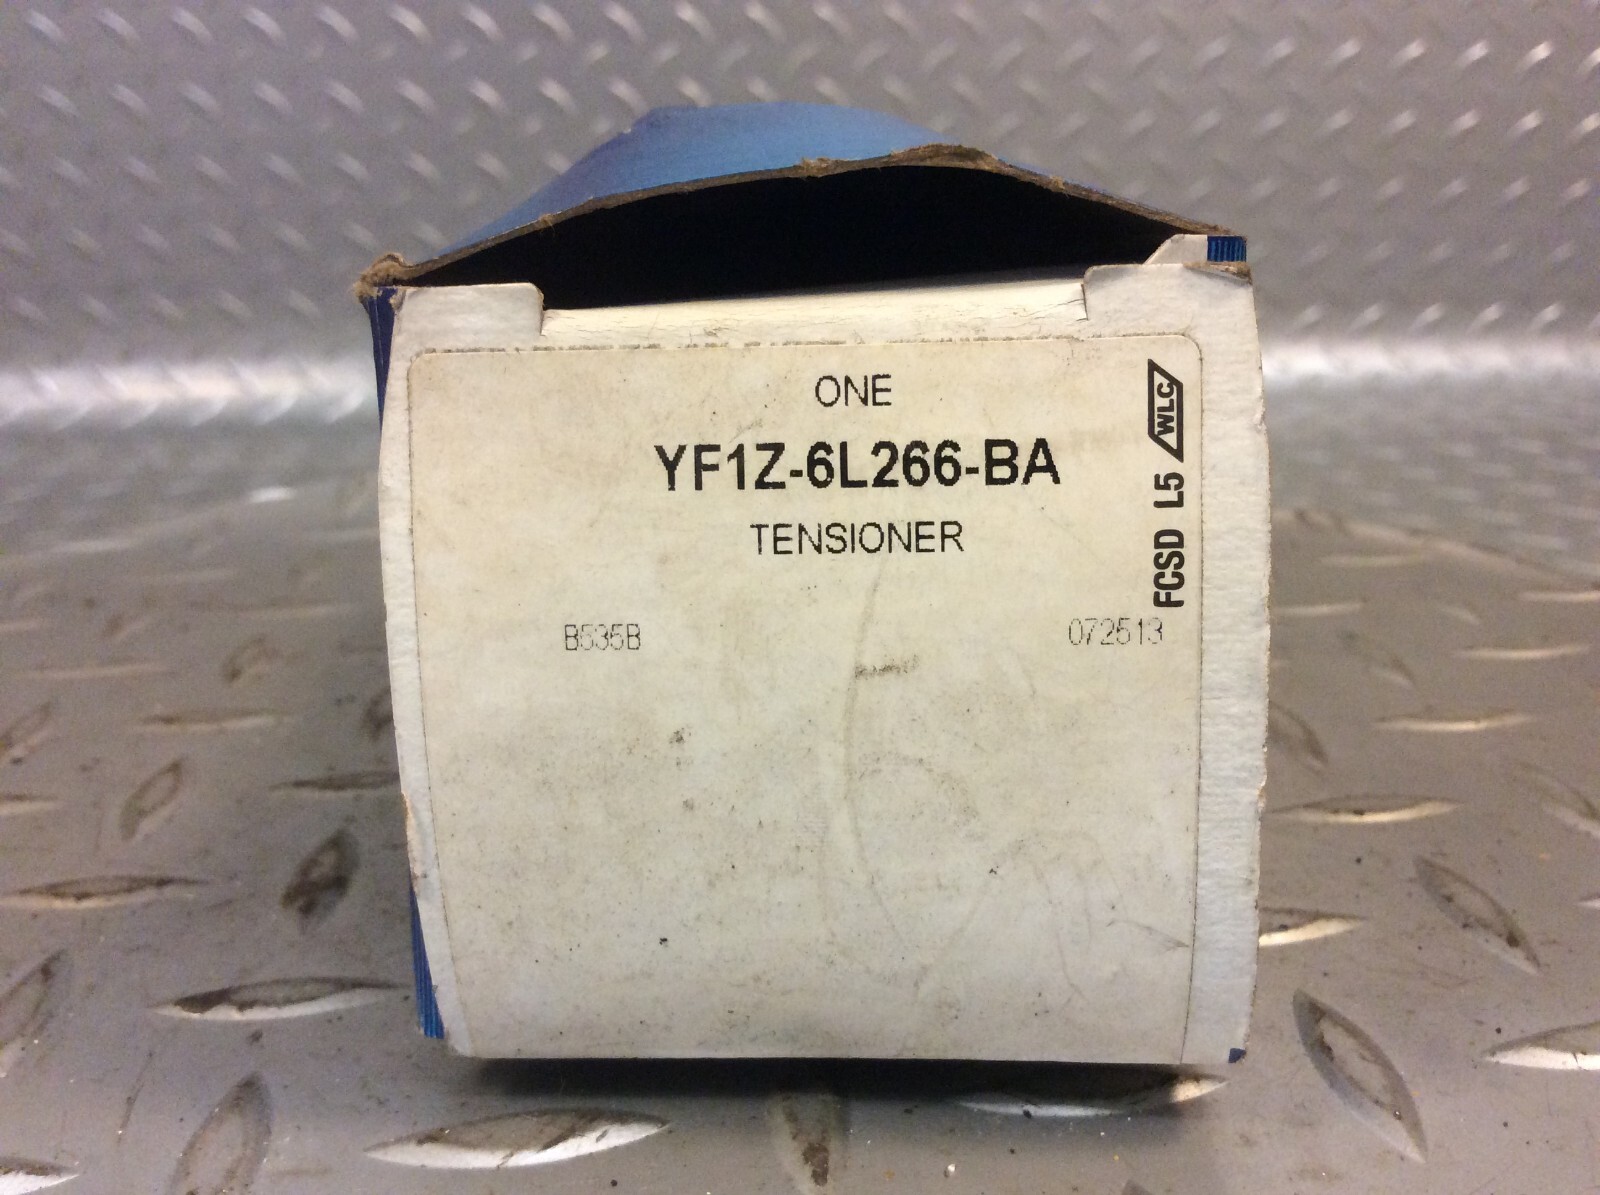 ONE
YF1Z-6L266-BA
TENSIONER
B535B
072513
FCSD L5 WLC